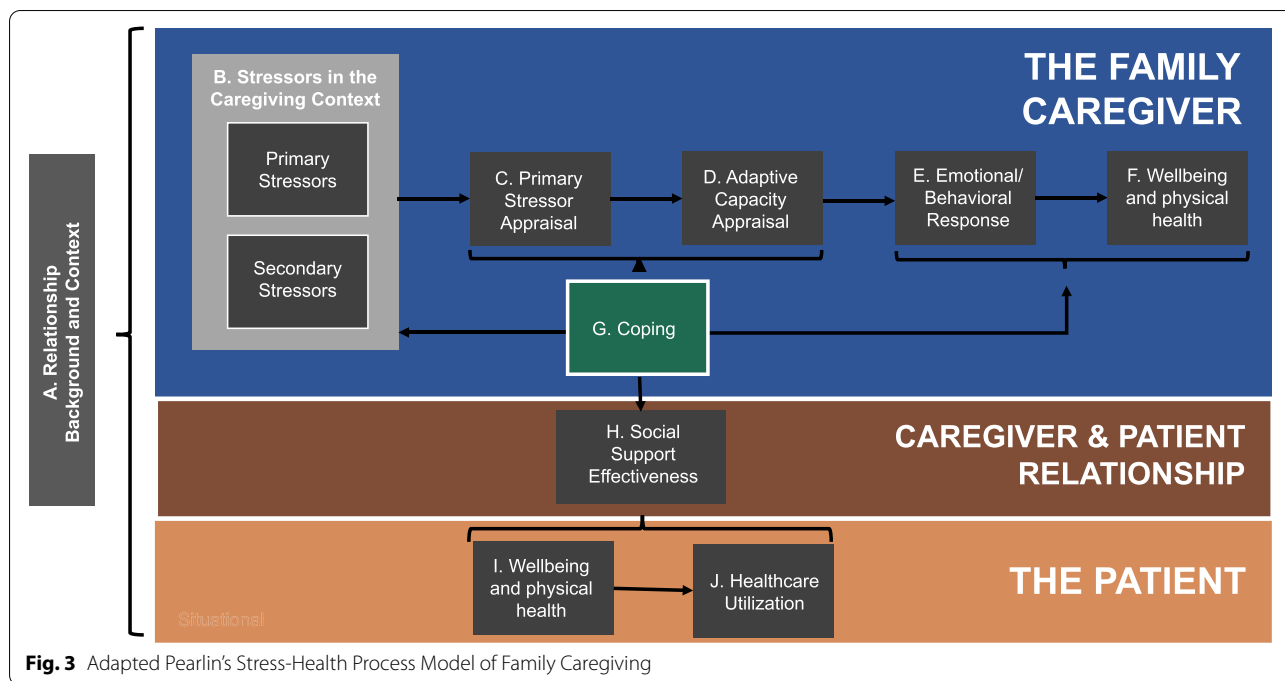 A. Relationship
Background and Context
B. Stressors in the
Caregiving Context
Primary
Stressors
Secondary
Stressors
THE FAMILY
CAREGIVER
C. Primary
Stressor
Appraisal
D. Adaptive
Capacity
Appraisal
E. Emotional/
Behavioral
Response
F. Wellbeing
and physical
health
G. Coping
H. Social
Support
Effectiveness
CAREGIVER & PATIENT
RELATIONSHIP
I. Wellbeing
and physical
health
J. Healthcare
Utilization
THE PATIENT
Situational
Fig. 3 Adapted Pearlin’s Stress-Health Process Model of Family Caregiving